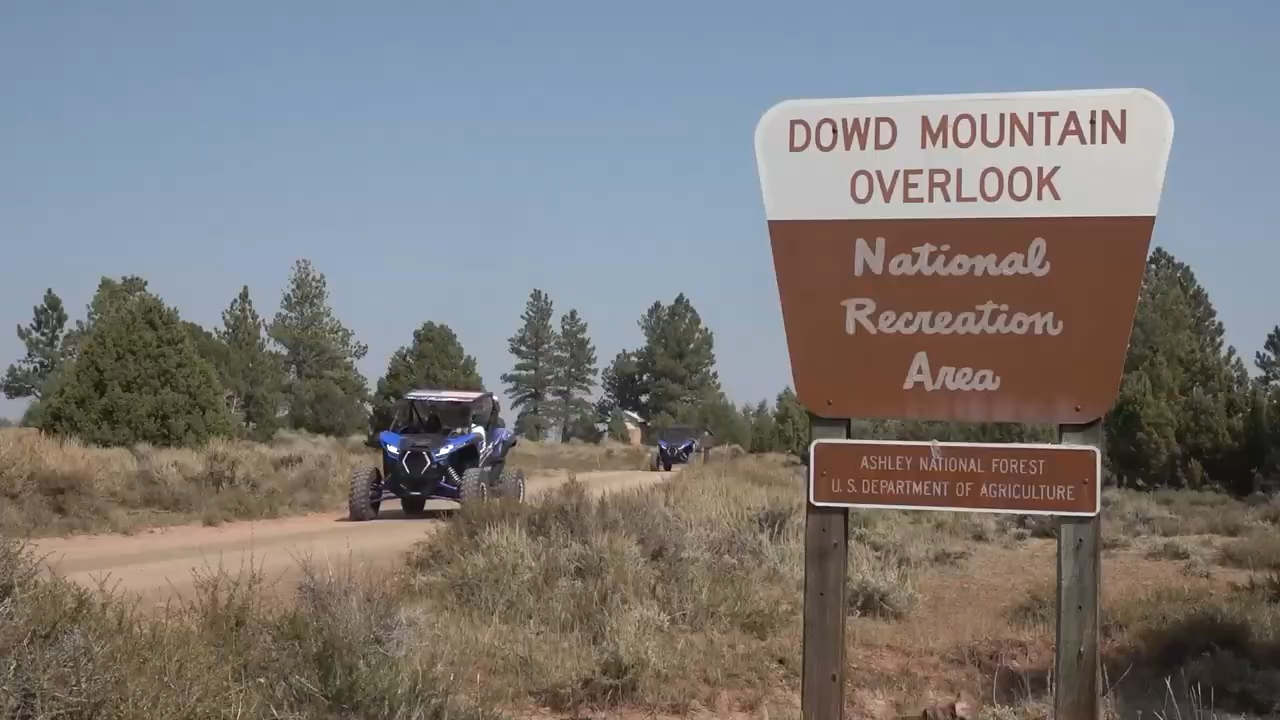 DOWD MOUNTAIN
OVERLOOK
National
Recreation
Area
ASHLEY NATIONAL FOREST
U.S. DEPARTMENT OF AGRICULTURE